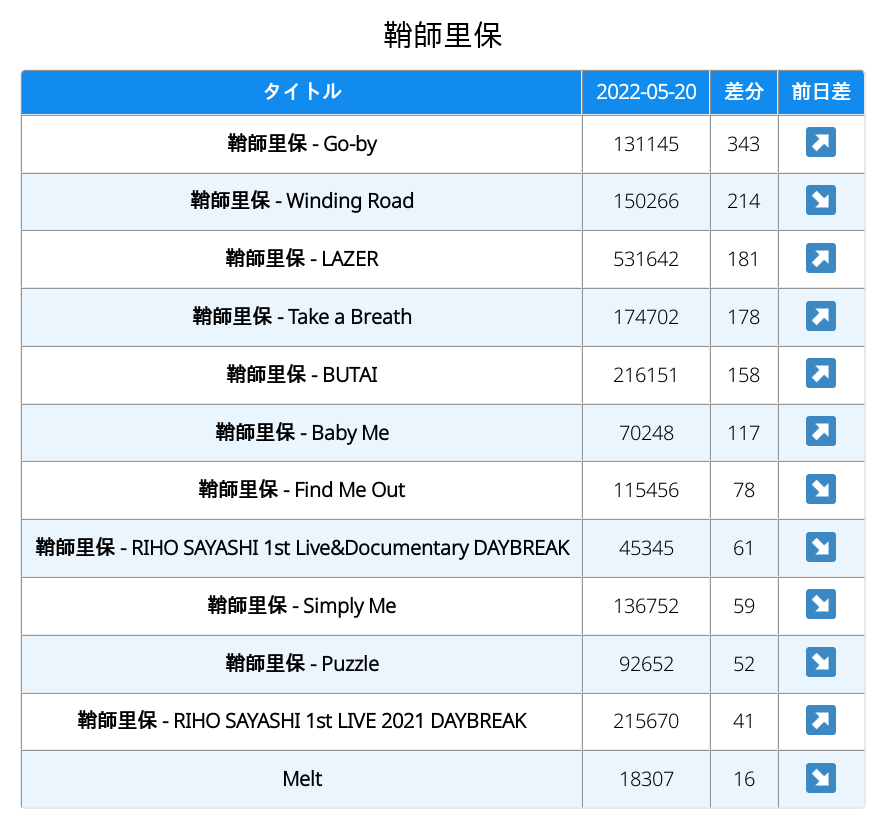 鞘師里保
タイトル 2022-05-20 差分 前日差
鞘師里保 - Go-by 131145 343 ↗
鞘師里保 - Winding Road 150266 214 ↘
鞘師里保 - LAZER 531642 181 ↗
鞘師里保 - Take a Breath 174702 178 ↗
鞘師里保 - BUTAI 216151 158 ↗
鞘師里保 - Baby Me 70248 117 ↗
鞘師里保 - Find Me Out 115456 78 ↘
鞘師里保 - RIHO SAYASHI 1st Live&Documentary DAYBREAK 45345 61 ↘
鞘師里保 - Simply Me 136752 59 ↘
鞘師里保 - Puzzle 92652 52 ↘
鞘師里保 - RIHO SAYASHI 1st LIVE 2021 DAYBREAK 215670 41 ↗
Melt 18307 16 ↘